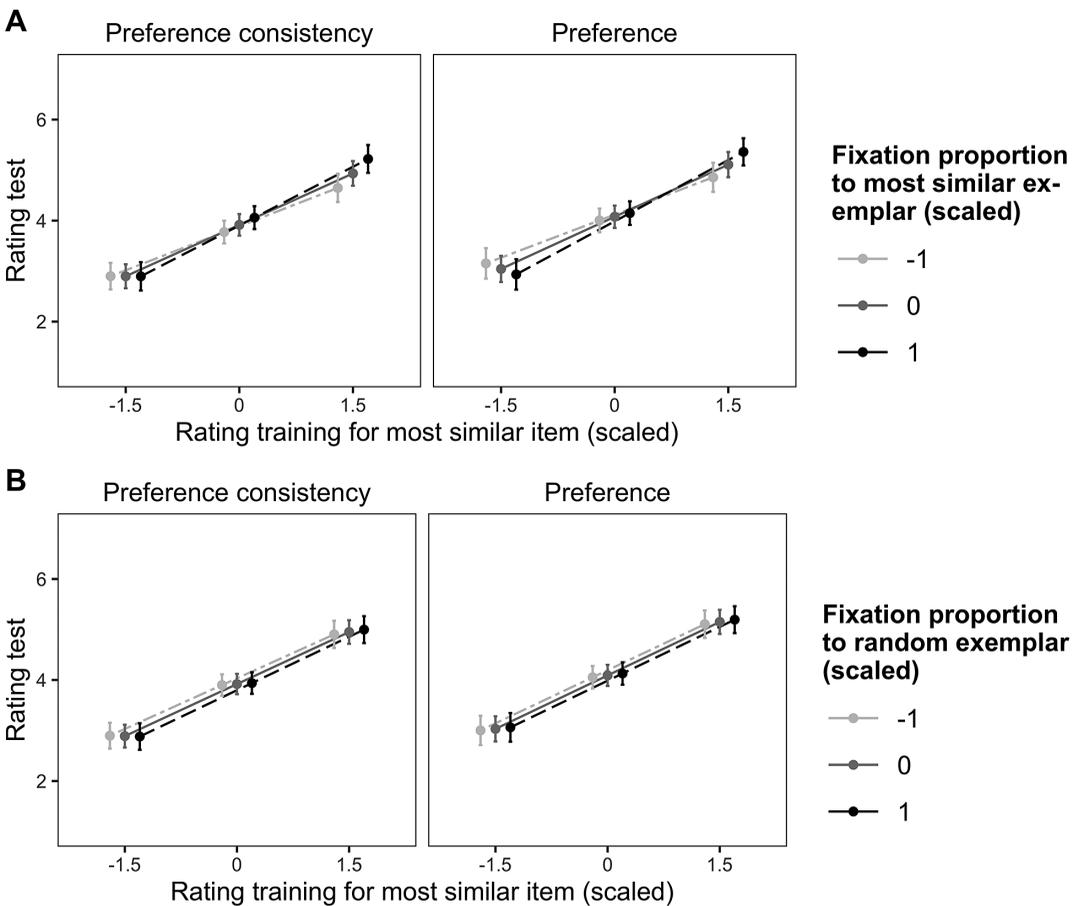 A
Preference consistency
Preference
6
4
2
Rating test
-1.5
0
1.5
-1.5
0
1.5
Rating training for most similar item (scaled)
Fixation proportion
to most similar ex-
emplar (scaled)
-1
0
1
B
Preference consistency
Preference
6
4
2
Rating test
-1.5
0
1.5
-1.5
0
1.5
Rating training for most similar item (scaled)
Fixation proportion
to random exemplar
(scaled)
-1
0
1